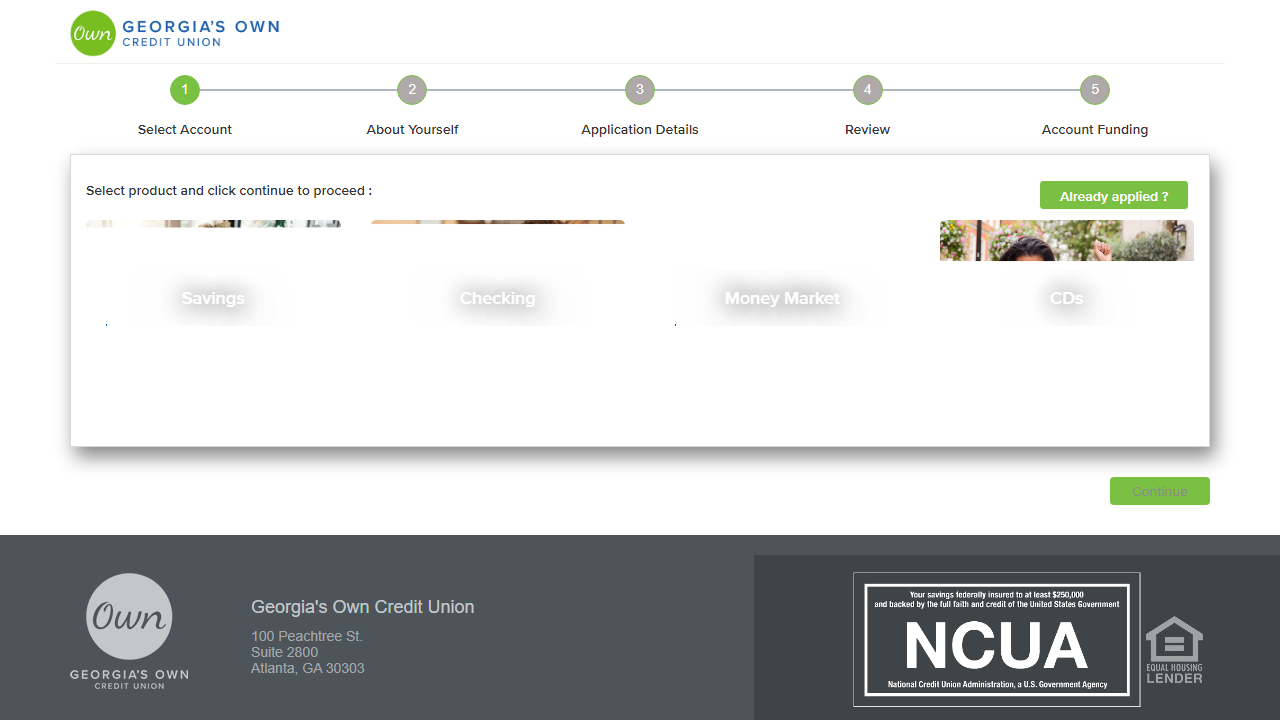 Own GEORGIA'S OWN
CREDIT UNION
1 2 3 4 5
Select Account About Yourself Application Details Review Account Funding
Select product and click continue to proceed :
Already applied ?
Savings Checking Money Market CDs
Continue
Own
GEORGIA'S OWN
CREDIT UNION
Georgia's Own Credit Union
100 Peachtree St.
Suite 2800
Atlanta, GA 30303
Your savings federally insured to at least $250,000
and backed by the full faith and credit of the United States Government
NCUA
National Credit Union Administration, a U.S. Government Agency
EQUAL HOUSING
LENDER